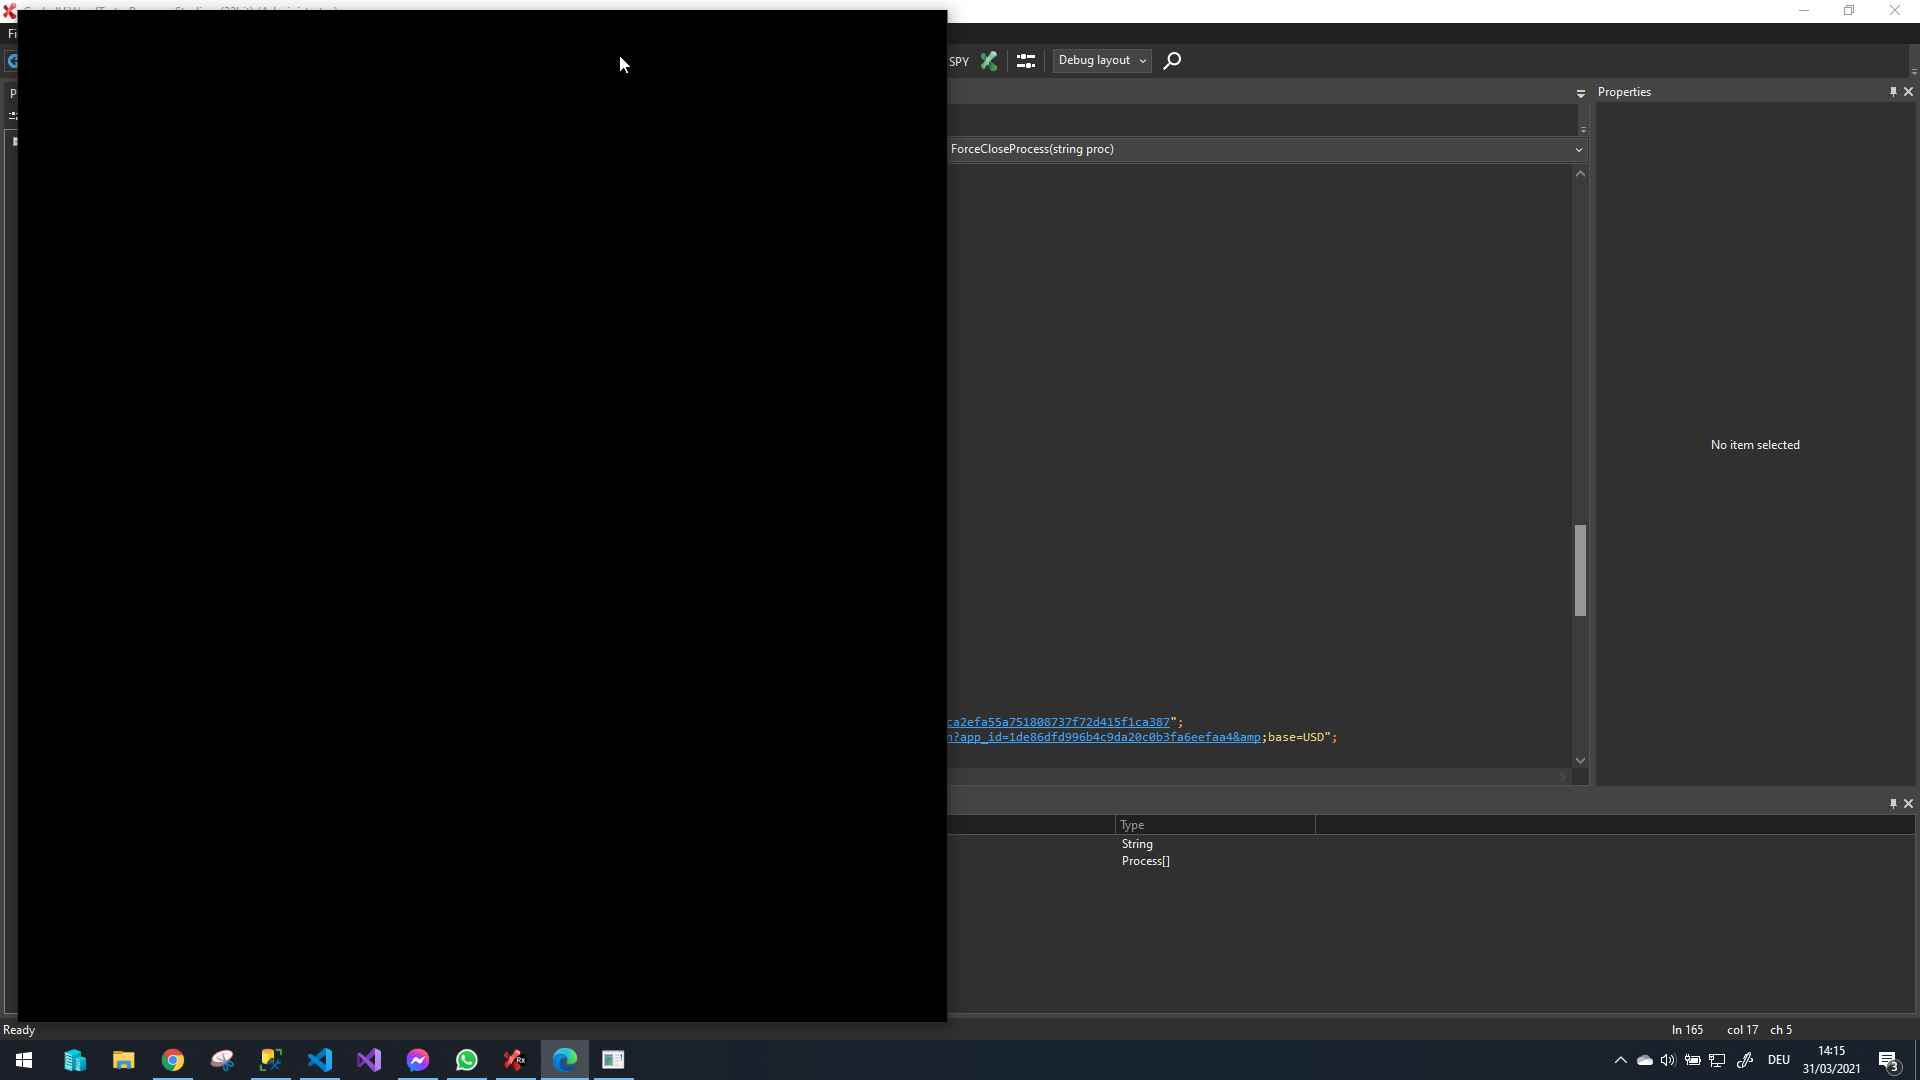 Fi
SPY
Debug layout
P
Properties
ForceCloseProcess(string proc)
No item selected
ca2efa55a751808737f72d415f1ca387";
n?app_id=1de86dfd996b4c9da20c0b3fa6eefaa4&amp;base=USD";
Type
String
Process[]
Ready
ln 165
col 17
ch 5
Rx
DEU
14:15
31/03/2021
3